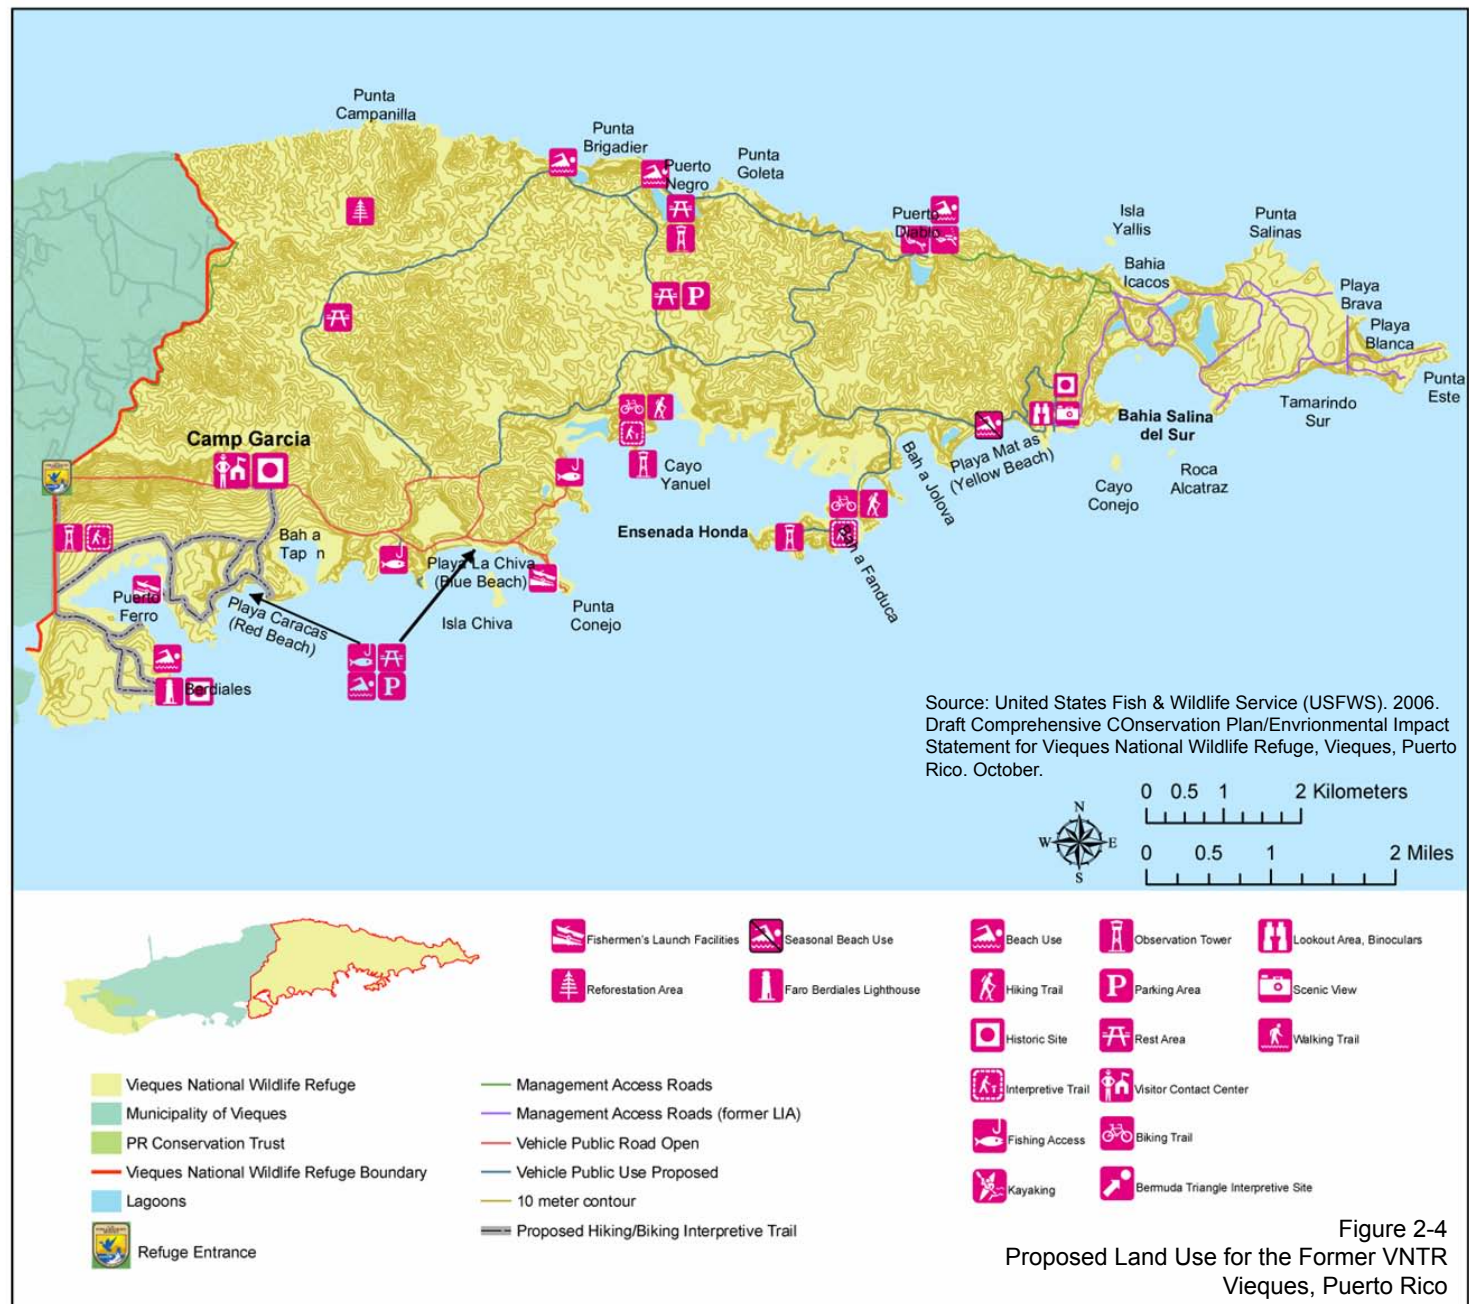 Punta
Campanilla
Punta
Brigadier
Puerto
Negro
Punta
Goleta
Puerto
Diablo
Isla
Yallis
Punta
Salinas
Bahia
Icacos
Playa
Brava
Playa
Blanca
Punta
Este
Tamarindo
Sur
Bahia Salina
del Sur
Roca
Alcatraz
Cayo
Conejo
Playa Mat as
(Yellow Beach)
Bah a Jolova
P
Camp Garcia
Cayo
Yanuel
Ensenada Honda
Bah a Fanduca
Bah a
Tap n
Playa La Chiva
(Blue Beach)
Isla Chiva
Punta
Conejo
Puerto
Ferro
Playa Caracas
(Red Beach)
P
Berdiales
Source: United States Fish & Wildlife Service (USFWS). 2006.
Draft Comprehensive COnservation Plan/Envrionmental Impact
Statement for Vieques National Wildlife Refuge, Vieques, Puerto
Rico. October.
0 0.5 1 2 Kilometers
0 0.5 1 2 Miles
N
W E
S
Fishermen's Launch Facilities
Seasonal Beach Use
Reforestation Area
Faro Berdiales Lighthouse
Beach Use
Observation Tower
Lookout Area, Binoculars
Hiking Trail
P Parking Area
Scenic View
Historic Site
Rest Area
Walking Trail
Interpretive Trail
Visitor Contact Center
Fishing Access
Biking Trail
Kayaking
Bermuda Triangle Interpretive Site
Vieques National Wildlife Refuge
Municipality of Vieques
PR Conservation Trust
Vieques National Wildlife Refuge Boundary
Lagoons
Refuge Entrance
Management Access Roads
Management Access Roads (former LIA)
Vehicle Public Road Open
Vehicle Public Use Proposed
10 meter contour
Proposed Hiking/Biking Interpretive Trail
Figure 2-4
Proposed Land Use for the Former VNTR
Vieques, Puerto Rico